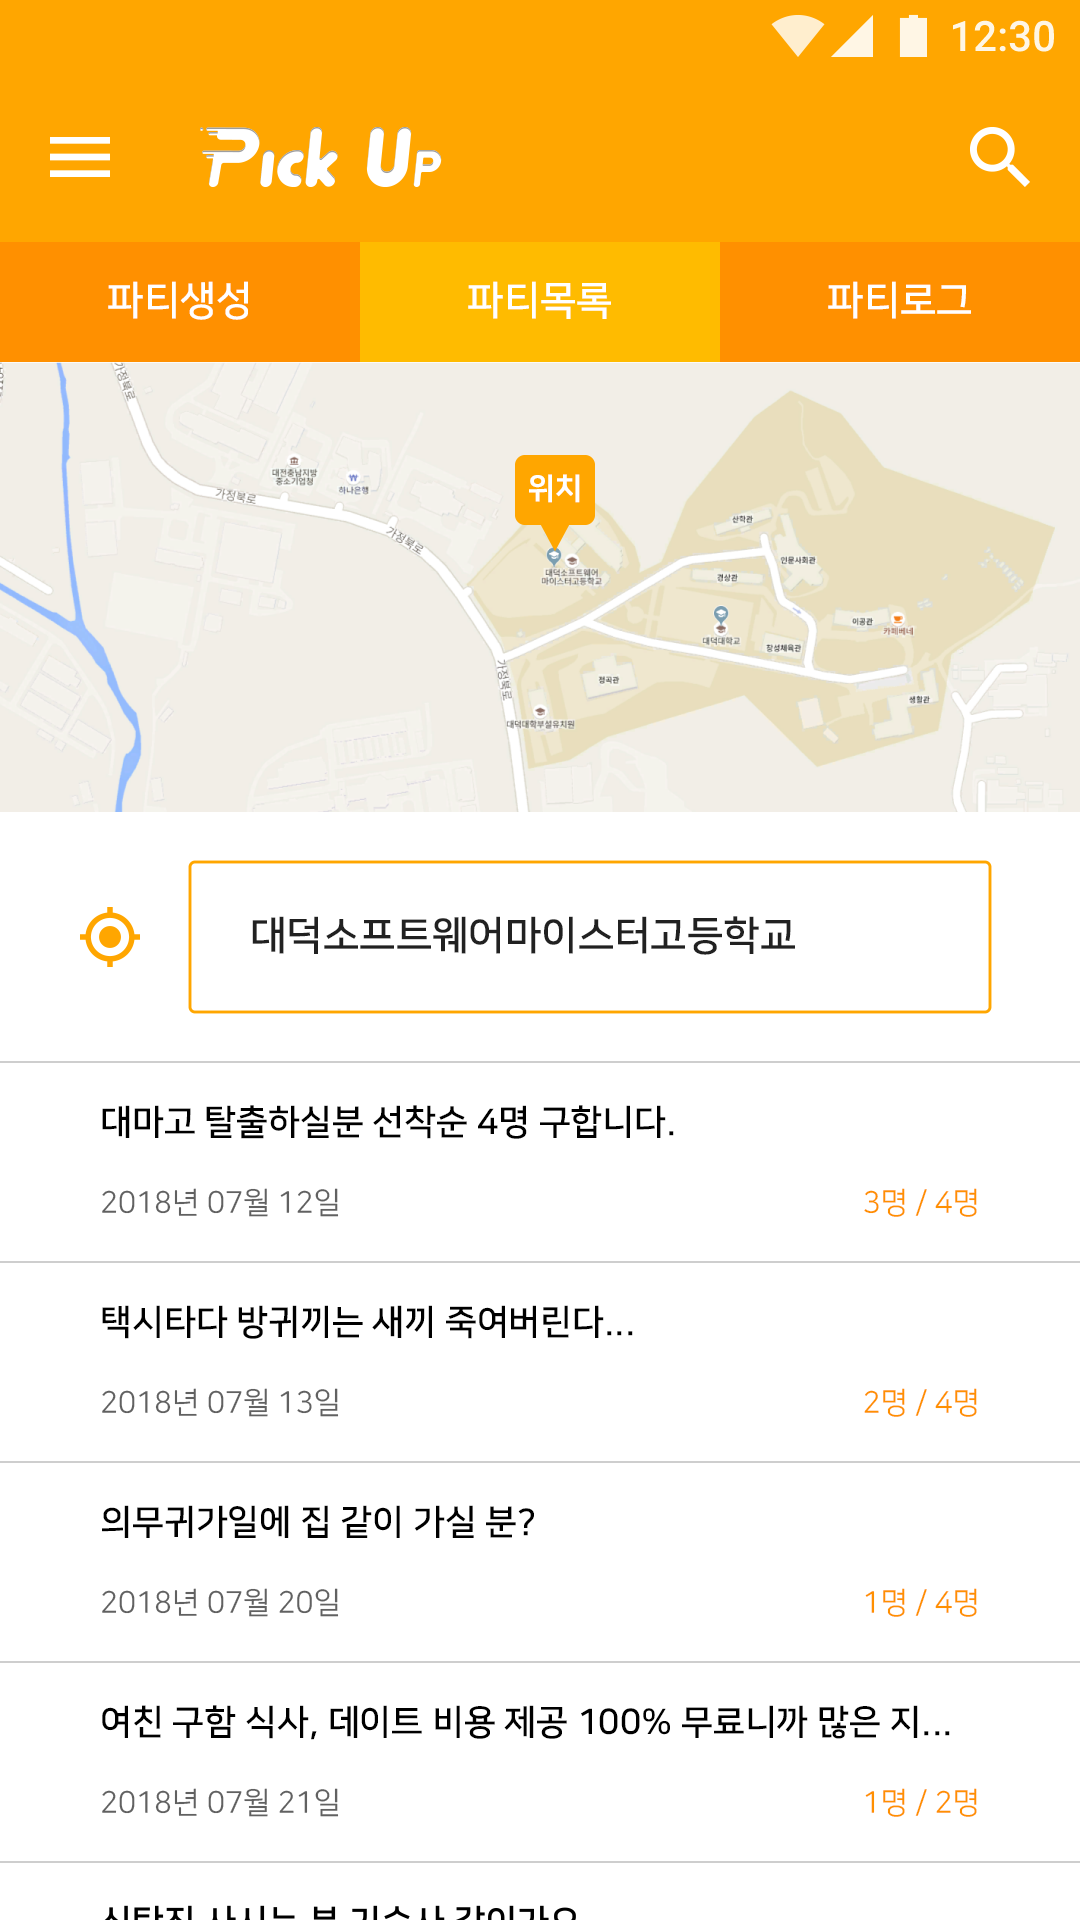 12:30
Pick Up
파티생성
파티목록
파티로그
가정북로
위치
대전충남지방
중소기업청
하나은행
가정북로
가정북로
산학관
인문사회관
대덕소프트웨어
마이스터고등학교
경상관
이공관
카페베네
대덕대학교
창성체육관
정곡관
가정북로
생활관
대덕대학부설유치원
대덕소프트웨어마이스터고등학교
대마고 탈출하실분 선착순 4명 구합니다.
2018년 07월 12일
3명 / 4명
택시타다 방귀끼는 새끼 죽여버린다...
2018년 07월 13일
2명 / 4명
의무귀가일에 집 같이 가실 분?
2018년 07월 20일
1명 / 4명
여친 구함 식사, 데이트 비용 제공 100% 무료니까 많은 지...
2018년 07월 21일
1명 / 2명